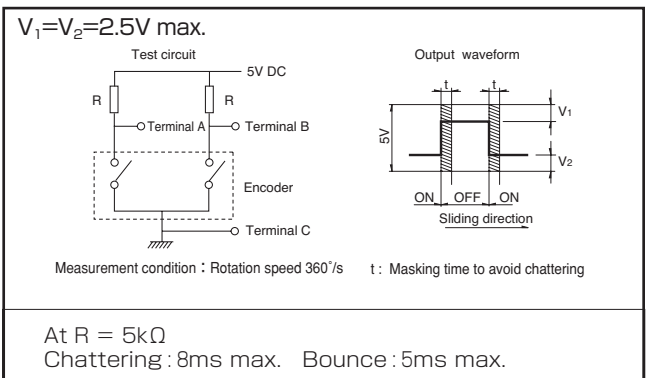 V₁=V₂=2.5V max.
Test circuit
Output waveform
5V DC
R
R
Terminal A
Terminal B
Encoder
Terminal C
t
t
V1
5V
V2
ON
OFF
ON
Sliding direction
Measurement condition：Rotation speed 360˚/s
t : Masking time to avoid chattering
At R = 5kΩ
Chattering：8ms max. Bounce：5ms max.